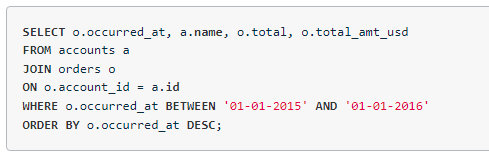 SELECT o.occurred_at, a.name, o.total, o.total_amt_usd
FROM accounts a
JOIN orders o
ON o.account_id = a.id
WHERE o.occurred_at BETWEEN '01-01-2015' AND '01-01-2016'
ORDER BY o.occurred_at DESC;